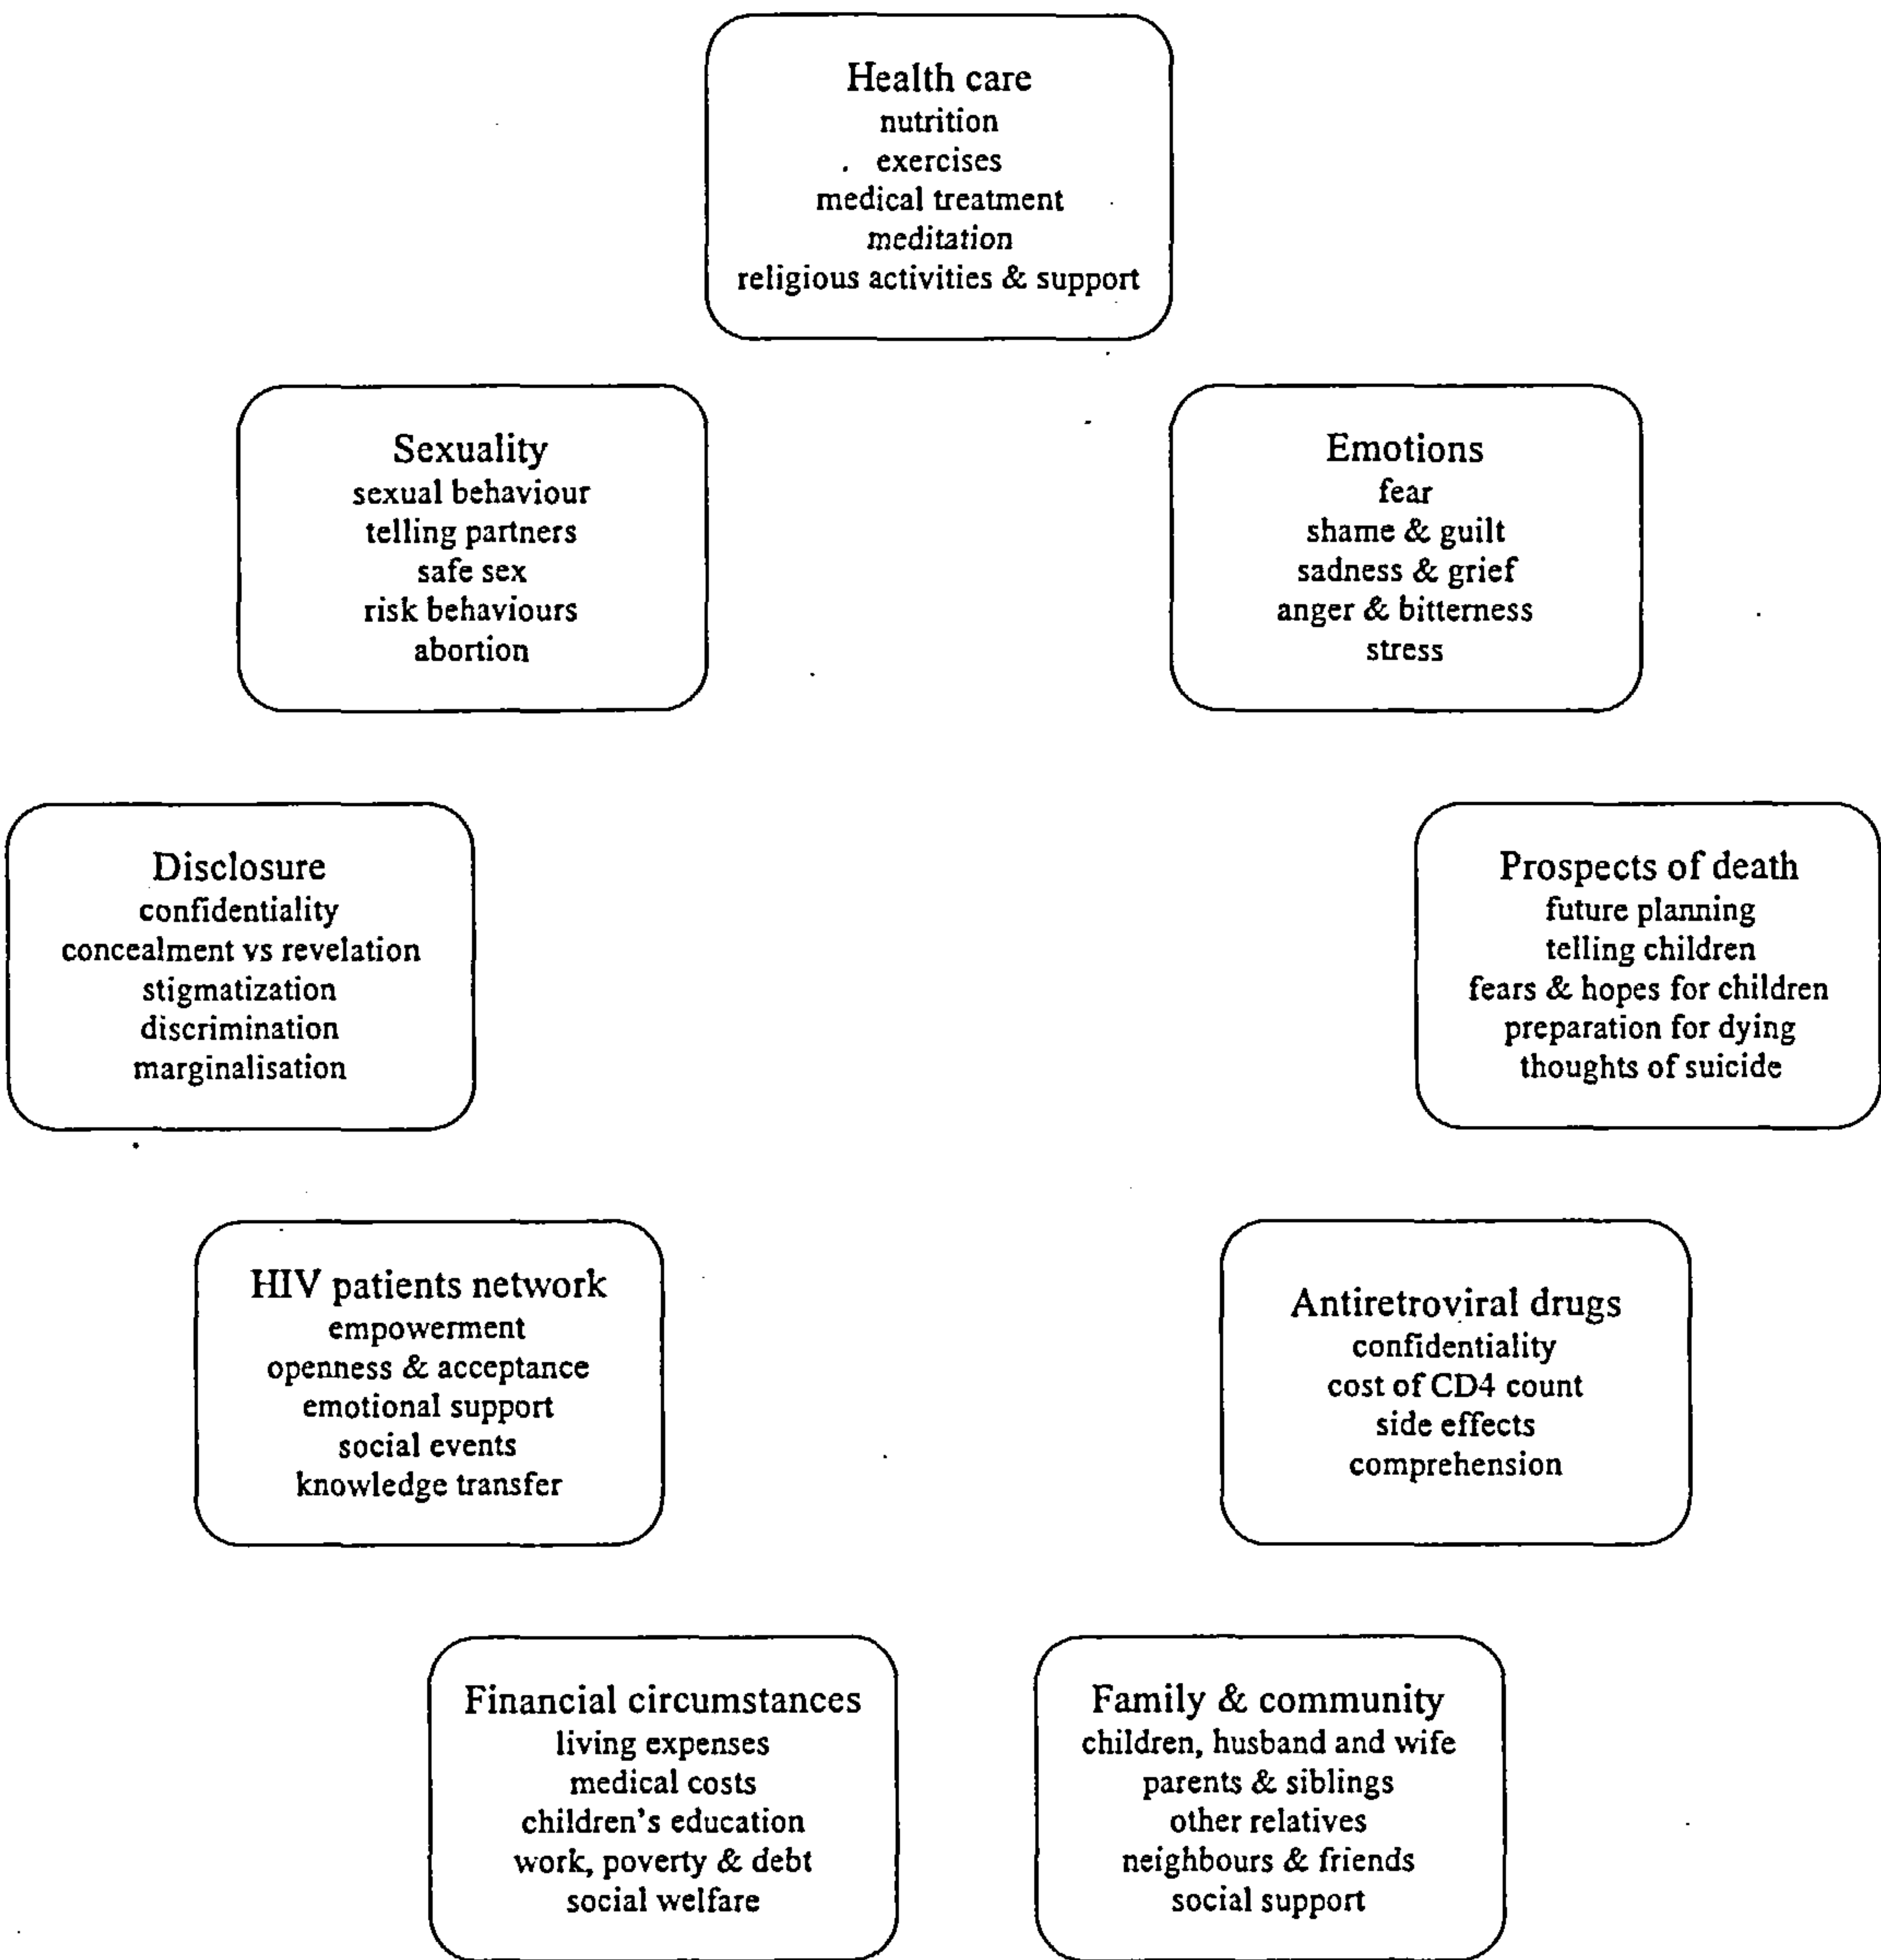 Health care
nutrition
exercises
medical treatment
meditation
religious activities & support
Sexuality
sexual behaviour
telling partners
safe sex
risk behaviours
abortion
Emotions
fear
shame & guilt
sadness & grief
anger & bitterness
stress
Disclosure
confidentiality
concealment vs revelation
stigmatization
discrimination
marginalisation
Prospects of death
future planning
telling children
fears & hopes for children
preparation for dying
thoughts of suicide
HIV patients network
empowerment
openness & acceptance
emotional support
social events
knowledge transfer
Antiretroviral drugs
confidentiality
cost of CD4 count
side effects
comprehension
Financial circumstances
living expenses
medical costs
children's education
work, poverty & debt
social welfare
Family & community
children, husband and wife
parents & siblings
other relatives
neighbours & friends
social support